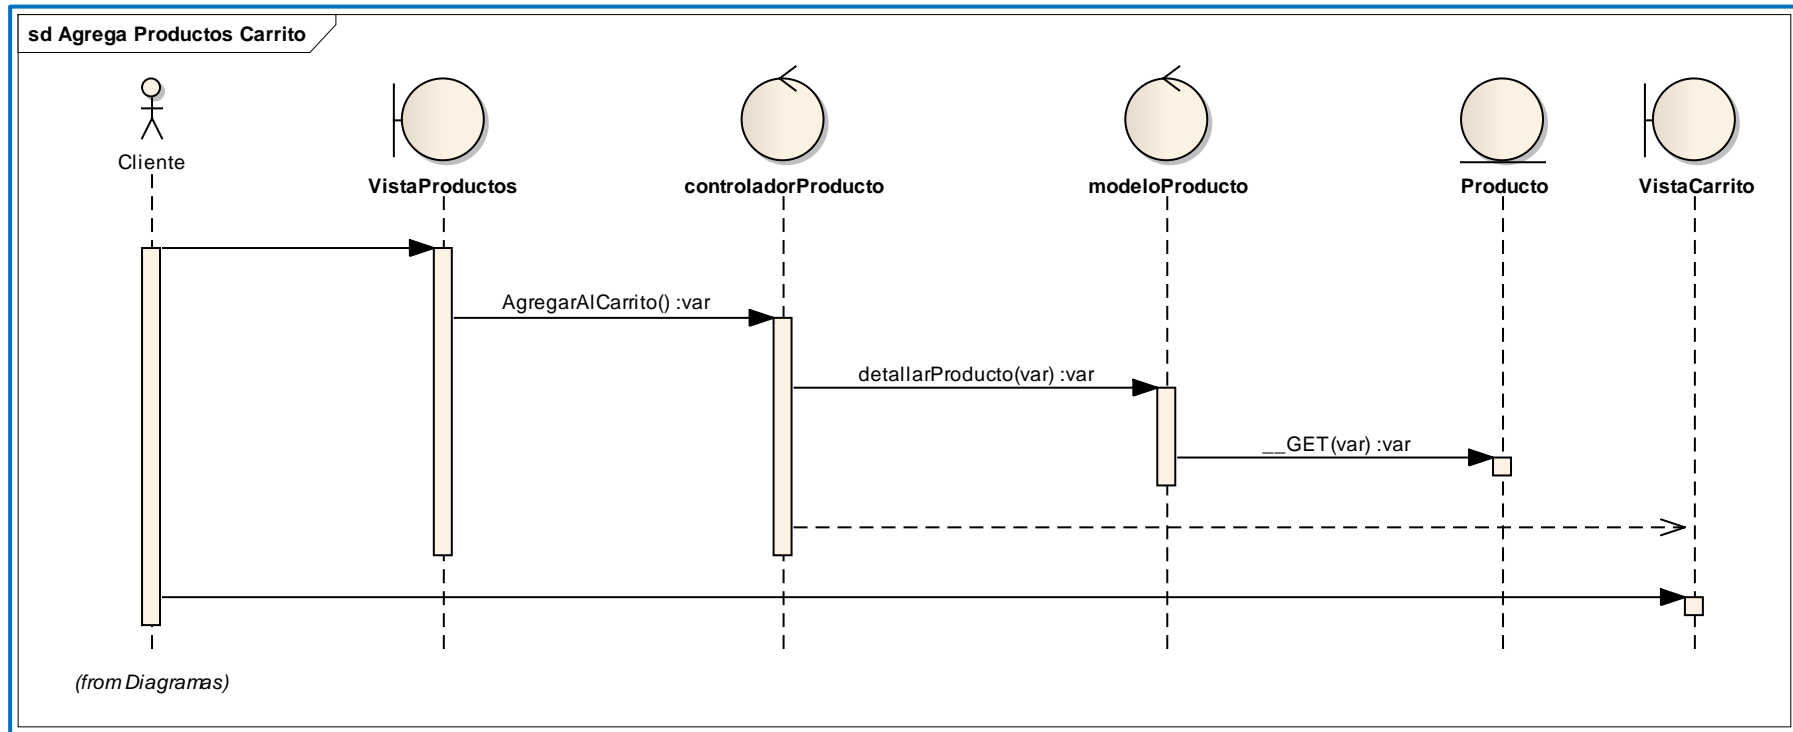 sd Agrega Productos Carrito
Cliente
VistaProductos
controladorProducto
modeloProducto
Producto
VistaCarrito
AgregarAlCarrito() :var
detallarProducto(var) :var
__GET(var) :var
(from Diagramas)